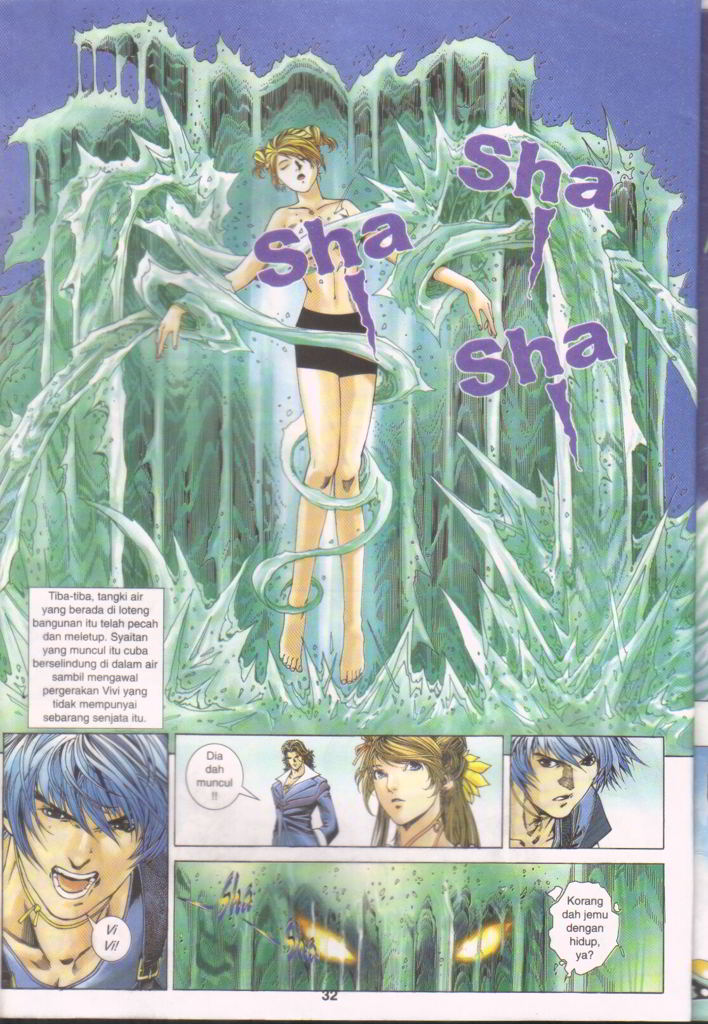 Sha
Sha
Sha
Tiba-tiba, tangki air
yang berada di loteng
bangunan itu telah pecah
dan meletup. Syaitan
yang muncul itu cuba
berselindung di dalam air
sambil mengawal
pergerakan Vivi yang
tidak mempunyai
sebarang senjata itu.
Vi
Vi!
Dia
dah
muncul
!!
Sha
Sha
Korang
dah jemu
dengan
hidup,
ya?
32